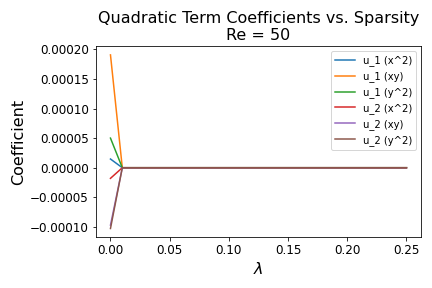 Quadratic Term Coefficients vs. Sparsity
Re = 50
Coefficient
0.00020
0.00015
0.00010
0.00005
0.00000
−0.00005
−0.00010
u_1 (x^2)
u_1 (xy)
u_1 (y^2)
u_2 (x^2)
u_2 (xy)
u_2 (y^2)
0.00 0.05 0.10 0.15 0.20 0.25
λ